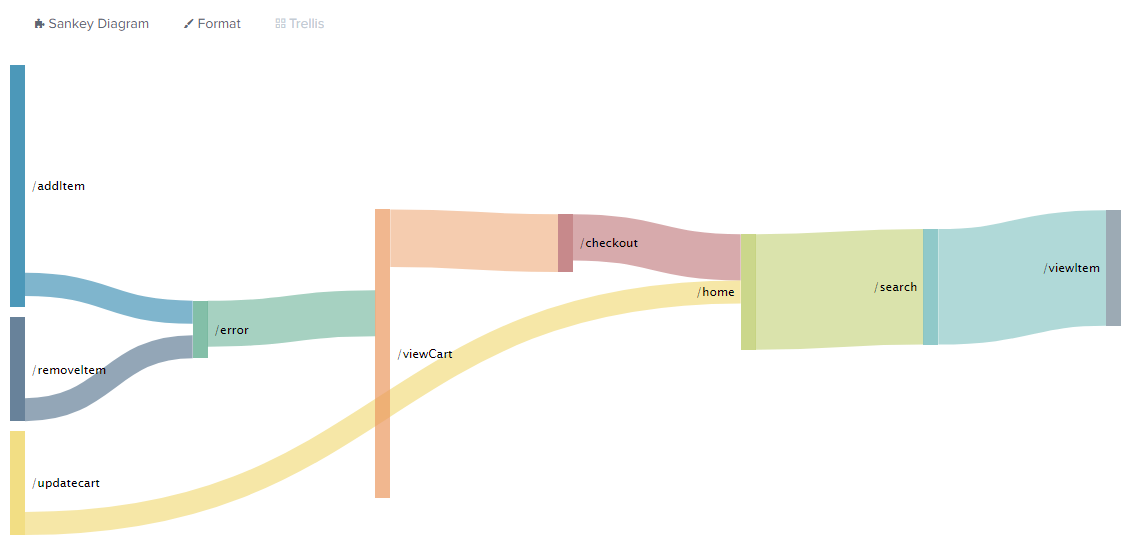 Sankey Diagram Format Trellis
/addItem
/checkout
/viewItem
/search
/home
/error
/viewCart
/removeItem
/updatecart